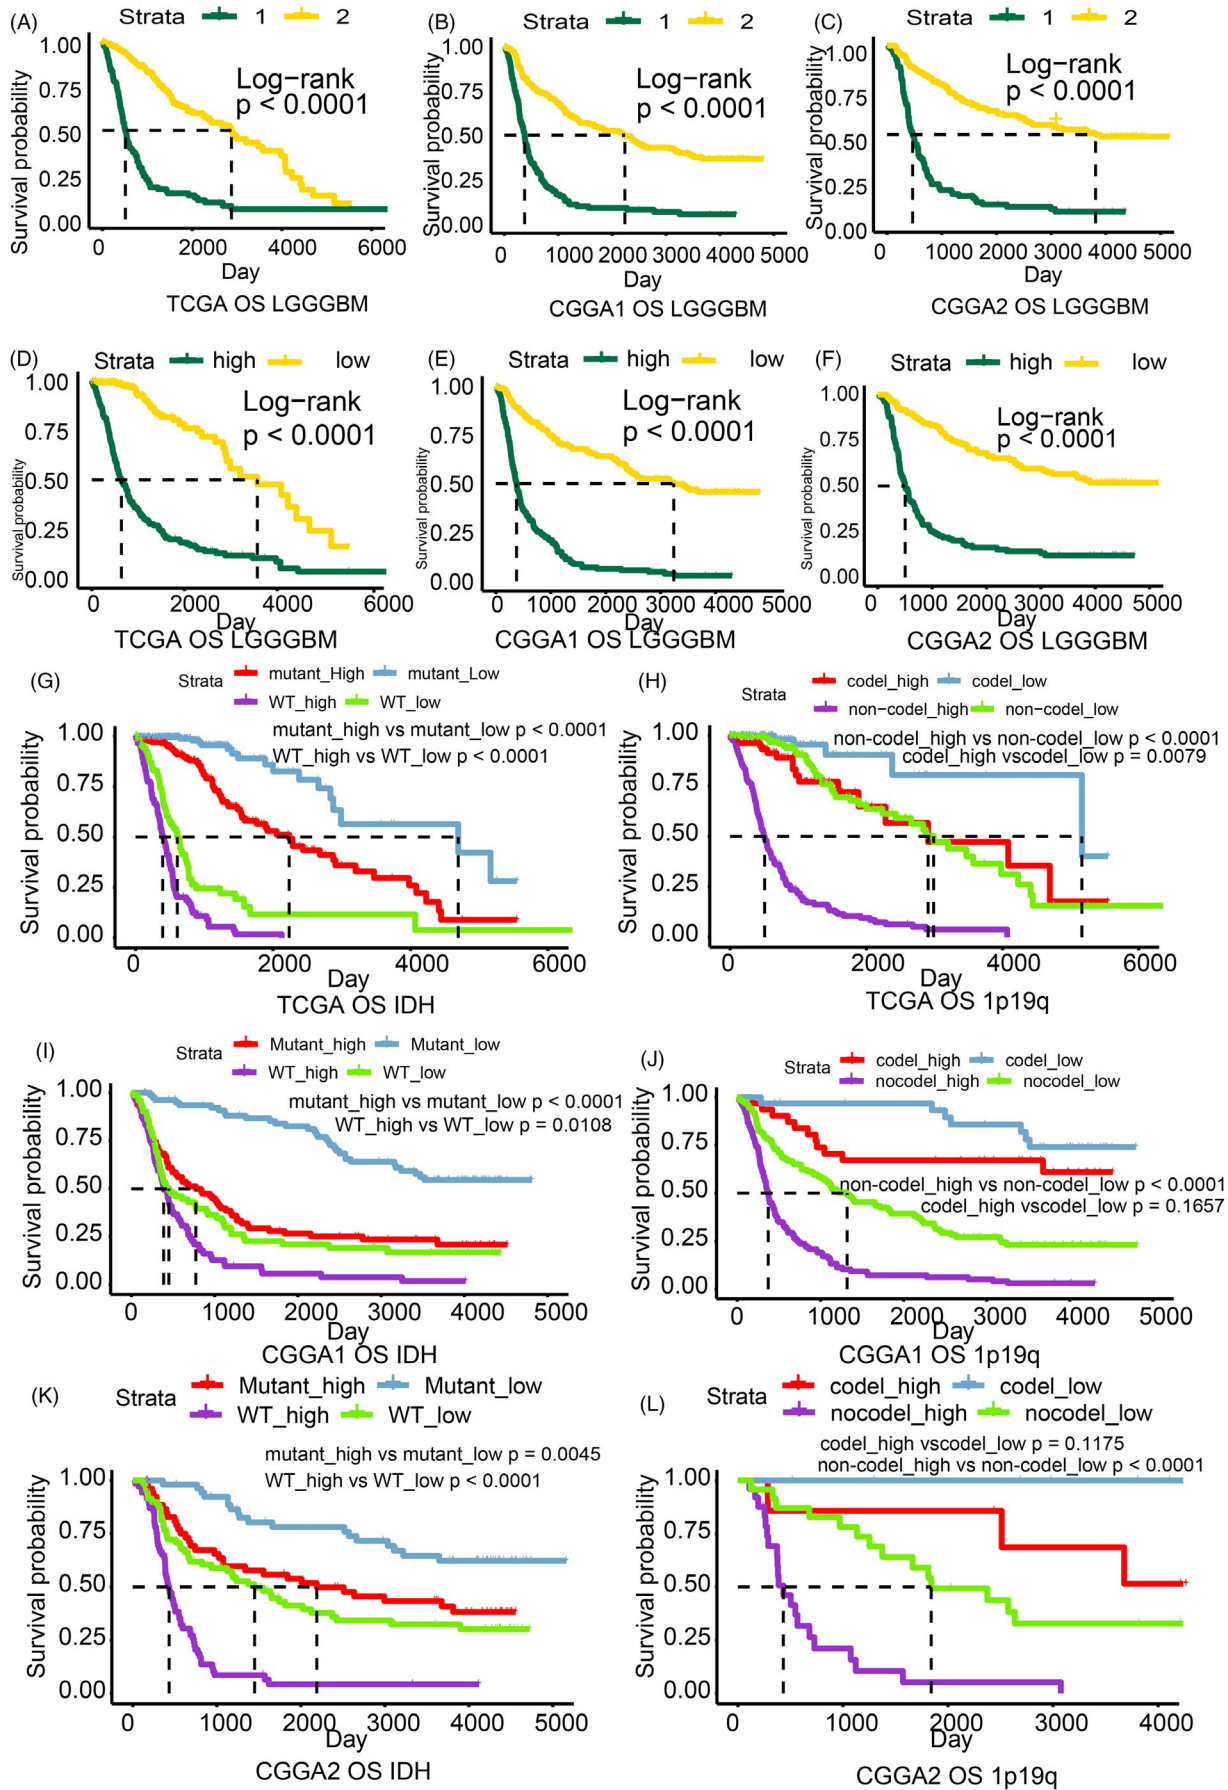 (A) Strata 1 2
Survival probability
1.00
0.75
0.50
0.25
0.00
Log−rank
p < 0.0001
0 2000 4000 6000
Day
TCGA OS LGGGBM
(B) Strata 1 2
Survival probability
1.00
0.75
0.50
0.25
0.00
Log−rank
p < 0.0001
0 1000 2000 3000 4000 5000
Day
CGGA1 OS LGGGBM
(C) Strata 1 2
Survival probability
1.00
0.75
0.50
0.25
0.00
Log−rank
p < 0.0001
0 1000 2000 3000 4000 5000
Day
CGGA2 OS LGGGBM
(D) Strata high low
Survival probability
1.00
0.75
0.50
0.25
0.00
Log−rank
p < 0.0001
0 2000 4000 6000
Day
TCGA OS LGGGBM
(E) Strata high low
Survival probability
1.00
0.75
0.50
0.25
0.00
Log−rank
p < 0.0001
0 1000 2000 3000 4000 5000
Day
CGGA1 OS LGGGBM
(F) Strata high low
Survival probability
1.00
0.75
0.50
0.25
0.00
Log−rank
p < 0.0001
0 1000 2000 3000 4000 5000
Day
CGGA2 OS LGGGBM
(G) Strata mutant_High mutant_Low
WT_high WT_low
mutant_high vs mutant_low p < 0.0001
WT_high vs WT_low p < 0.0001
Survival probability
1.00
0.75
0.50
0.25
0.00
0 2000 4000 6000
Day
TCGA OS IDH
(H) Strata codel_high codel_low
non−codel_high non−codel_low
non-codel_high vs non-codel_low p < 0.0001
codel_high vscodel_low p = 0.0079
Survival probability
1.00
0.75
0.50
0.25
0.00
0 2000 4000 6000
Day
TCGA OS 1p19q
(I) Strata Mutant_high Mutant_low
WT_high WT_low
mutant_high vs mutant_low p < 0.0001
WT_high vs WT_low p = 0.0108
Survival probability
1.00
0.75
0.50
0.25
0.00
0 1000 2000 3000 4000 5000
Day
CGGA1 OS IDH
(J) Strata codel_high codel_low
nocodel_high nocodel_low
Survival probability
1.00
0.75
0.50
0.25
0.00
non-codel_high vs non-codel_low p < 0.0001
codel_high vscodel_low p = 0.1657
0 1000 2000 3000 4000 5000
Day
CGGA1 OS 1p19q
(K) Strata Mutant_high Mutant_low
WT_high WT_low
mutant_high vs mutant_low p = 0.0045
WT_high vs WT_low p < 0.0001
Survival probability
1.00
0.75
0.50
0.25
0.00
0 1000 2000 3000 4000 5000
Day
CGGA2 OS IDH
(L) Strata codel_high codel_low
nocodel_high nocodel_low
codel_high vscodel_low p = 0.1175
non-codel_high vs non-codel_low p < 0.0001
Survival probability
1.00
0.75
0.50
0.25
0.00
0 1000 2000 3000 4000
Day
CGGA2 OS 1p19q